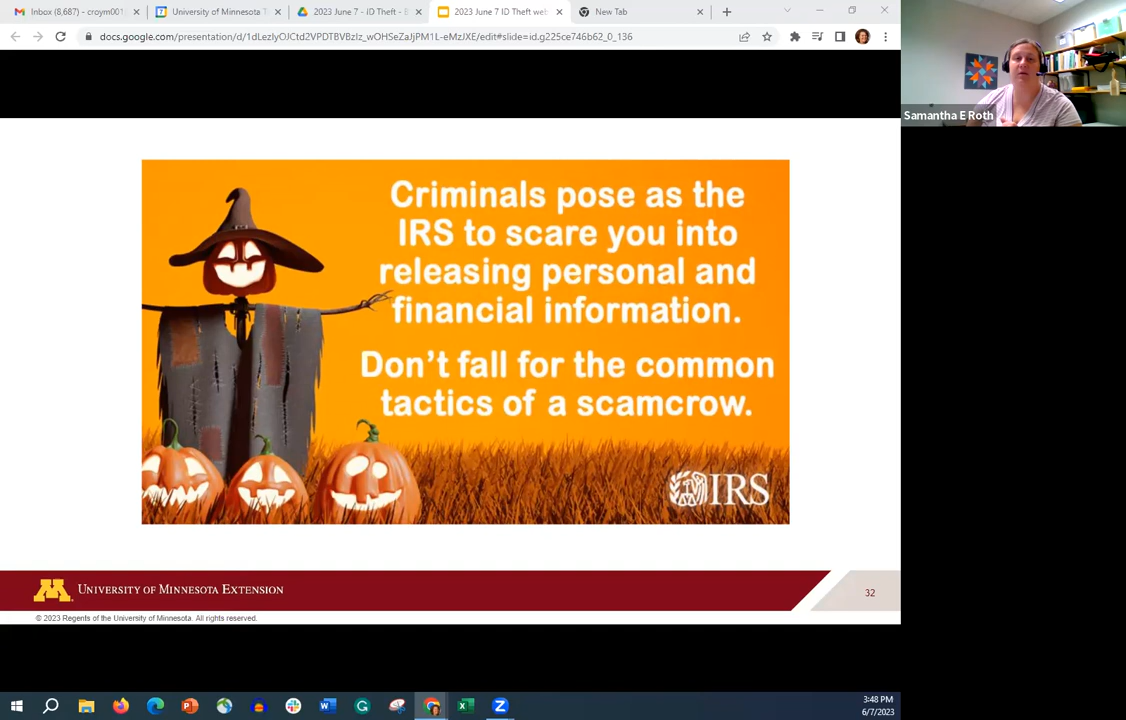 Inbox (8,687) - croym001
University of Minnesota T
2023 June 7 - ID Theft - E
2023 June 7 ID Theft web
New Tab
docs.google.com/presentation/d/1dLezIyOJCtd2VPDTBVBzIz_wOHSeZaJjPM1L-eMzJXE/edit#slide=id.g225ce746b62_0_136
Samantha E Roth
Criminals pose as the
IRS to scare you into
releasing personal and
financial information.
Don't fall for the common
tactics of a scamcrow.
IRS
UNIVERSITY OF MINNESOTA EXTENSION
32
© 2023 Regents of the University of Minnesota. All rights reserved.
3:48 PM
6/7/2023